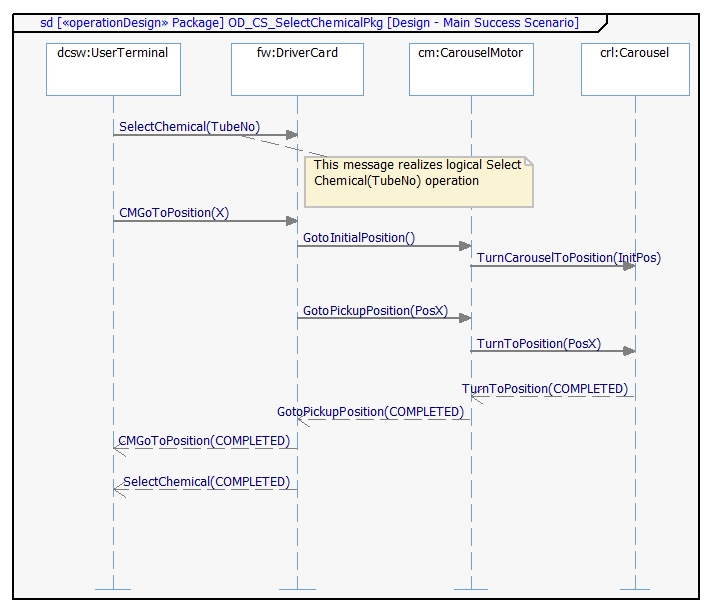 sd [«operationDesign» Package] OD_CS_SelectChemicalPkg [Design - Main Success Scenario]
dcsw:UserTerminal
fw:DriverCard
cm:CarouselMotor
crl:Carousel
SelectChemical(TubeNo)
This message realizes logical Select
Chemical(TubeNo) operation
CMGoToPosition(X)
GotoInitialPosition()
TurnCarouselToPosition(InitPos)
GotoPickupPosition(PosX)
TurnToPosition(PosX)
TurnToPosition(COMPLETED)
GotoPickupPosition(COMPLETED)
CMGoToPosition(COMPLETED)
SelectChemical(COMPLETED)